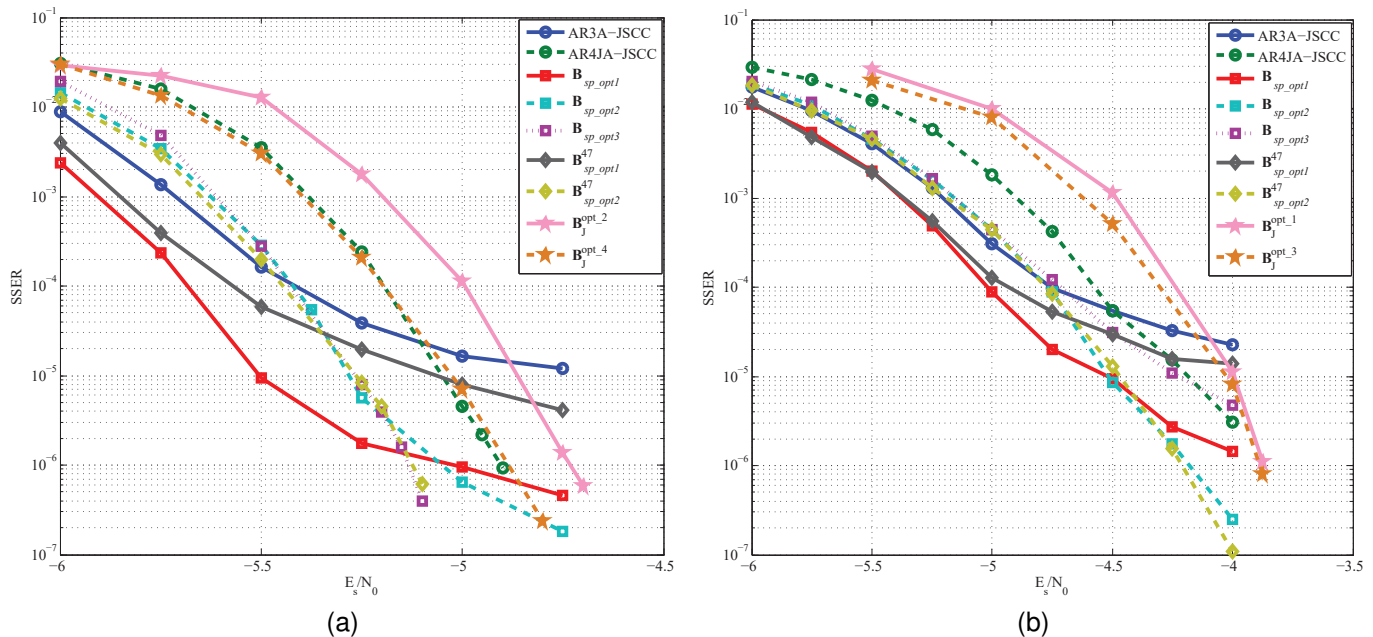 10⁻¹
10⁻²
10⁻³
10⁻⁴
10⁻⁵
10⁻⁶
10⁻⁷
SSER
−6
−5.5
−5
−4.5
E_s/N_0
AR3A−JSCC
AR4JA−JSCC
B_sp_opt1
B_sp_opt2
B_sp_opt3
B^47_sp_opt1
B^47_sp_opt2
B_J^opt_2
B_J^opt_4
(a)
10⁻¹
10⁻²
10⁻³
10⁻⁴
10⁻⁵
10⁻⁶
10⁻⁷
SSER
−6
−5.5
−5
−4.5
−4
−3.5
E_s/N_0
AR3A−JSCC
AR4JA−JSCC
B_sp_opt1
B_sp_opt2
B_sp_opt3
B^47_sp_opt1
B^47_sp_opt2
B_J^opt_1
B_J^opt_3
(b)